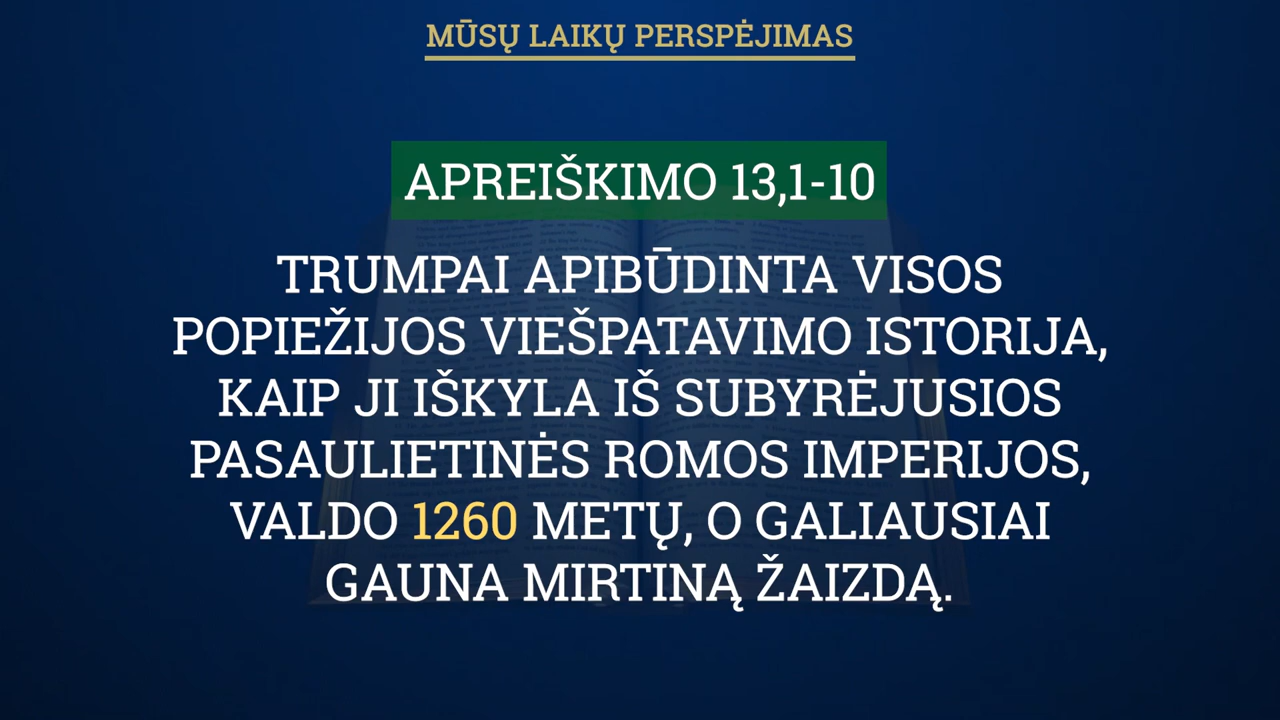 MŪSŲ LAIKŲ PERSPĖJIMAS
APREIŠKIMO 13,1-10
TRUMPAI APIBŪDINTA VISOS
POPIEŽIJOS VIEŠPATAVIMO ISTORIJA,
KAIP JI IŠKYLA IŠ SUBYRĖJUSIOS
PASAULIETINĖS ROMOS IMPERIJOS,
VALDO 1260 METŲ, O GALIAUSIAI
GAUNA MIRTINĄ ŽAIZDĄ.